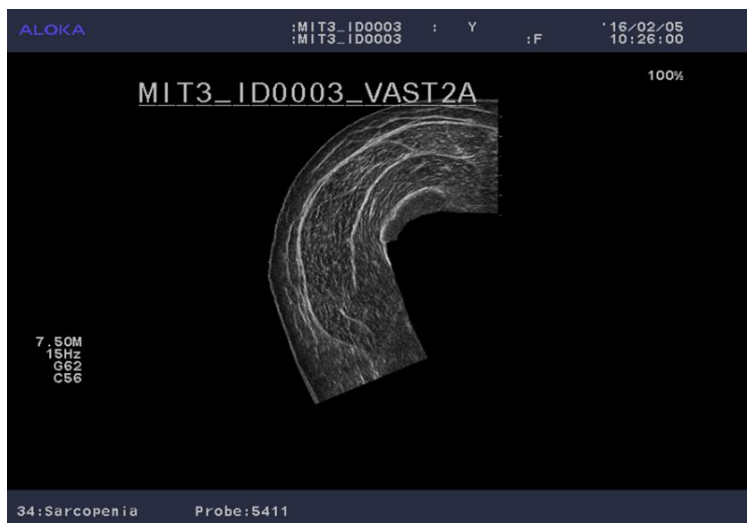 ALOKA
:MIT3_ID0003 : Y '16/02/05
:MIT3_ID0003 :F 10:26:00
100%
MIT3_ID0003_VAST2A
7.50M
15Hz
G62
C56
34:Sarcopenia Probe:5411